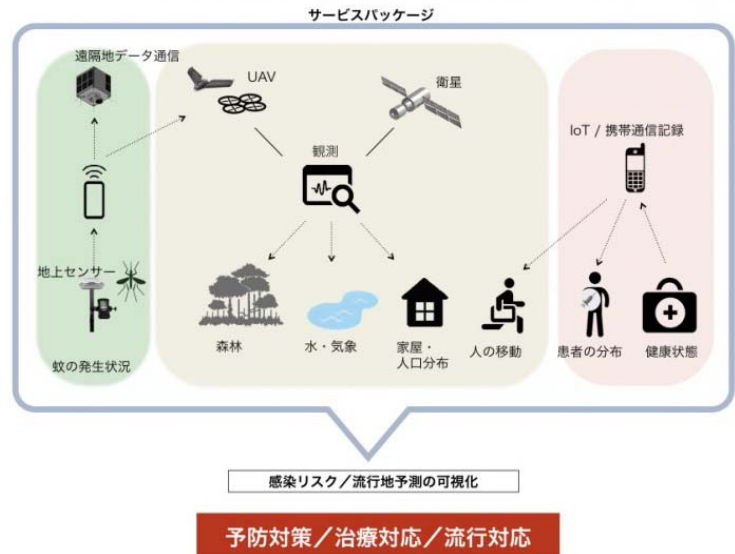 サービスパッケージ
遠隔地データ通信
UAV
衛星
IoT / 携帯通信記録
観測
地上センサー
森林
水・気象
家屋・
人口分布
人の移動
患者の分布
健康状態
蚊の発生状況
感染リスク／流行地予測の可視化
予防対策／治療対応／流行対応